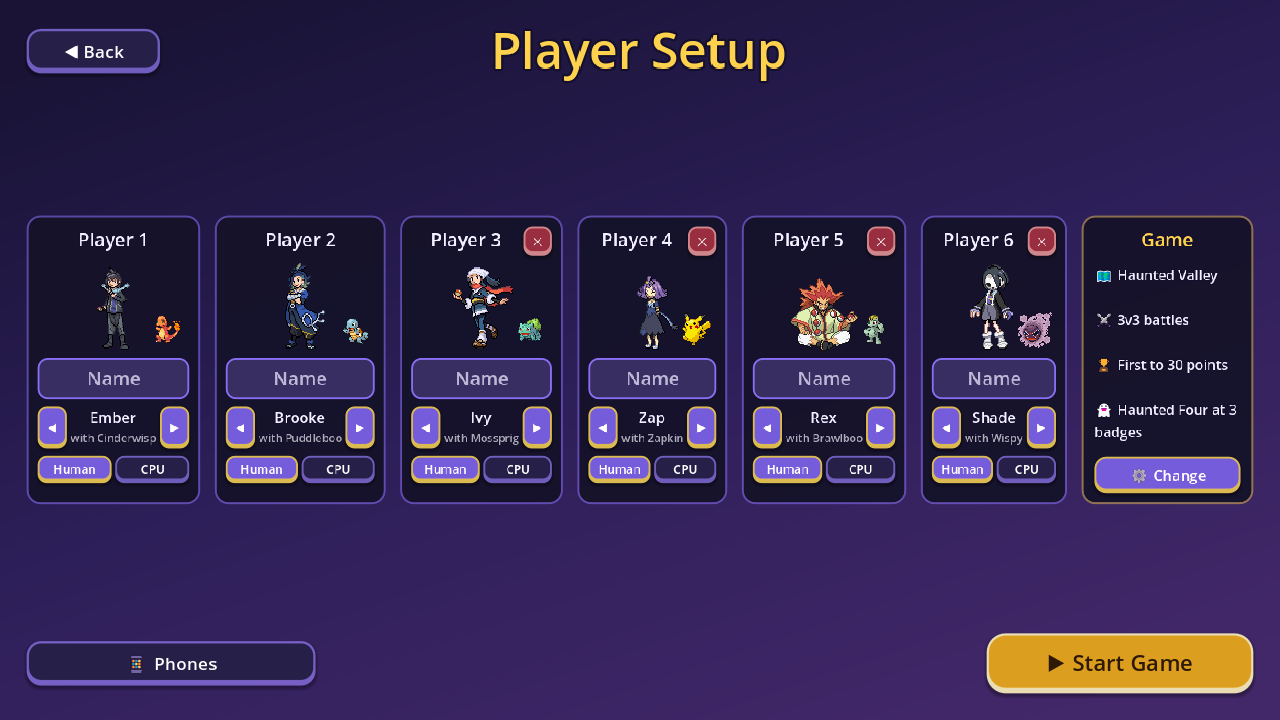 ◀ Back
Player Setup
Player 1
Name
◀ Ember ▶
with Cinderwisp
Human CPU
Player 2
Name
◀ Brooke ▶
with Puddleboo
Human CPU
Player 3 ×
Name
◀ Ivy ▶
with Mossprig
Human CPU
Player 4 ×
Name
◀ Zap ▶
with Zapkin
Human CPU
Player 5 ×
Name
◀ Rex ▶
with Brawlboo
Human CPU
Player 6 ×
Name
◀ Shade ▶
with Wispy
Human CPU
Game
Haunted Valley
3v3 battles
First to 30 points
Haunted Four at 3
badges
Change
Phones
▶ Start Game